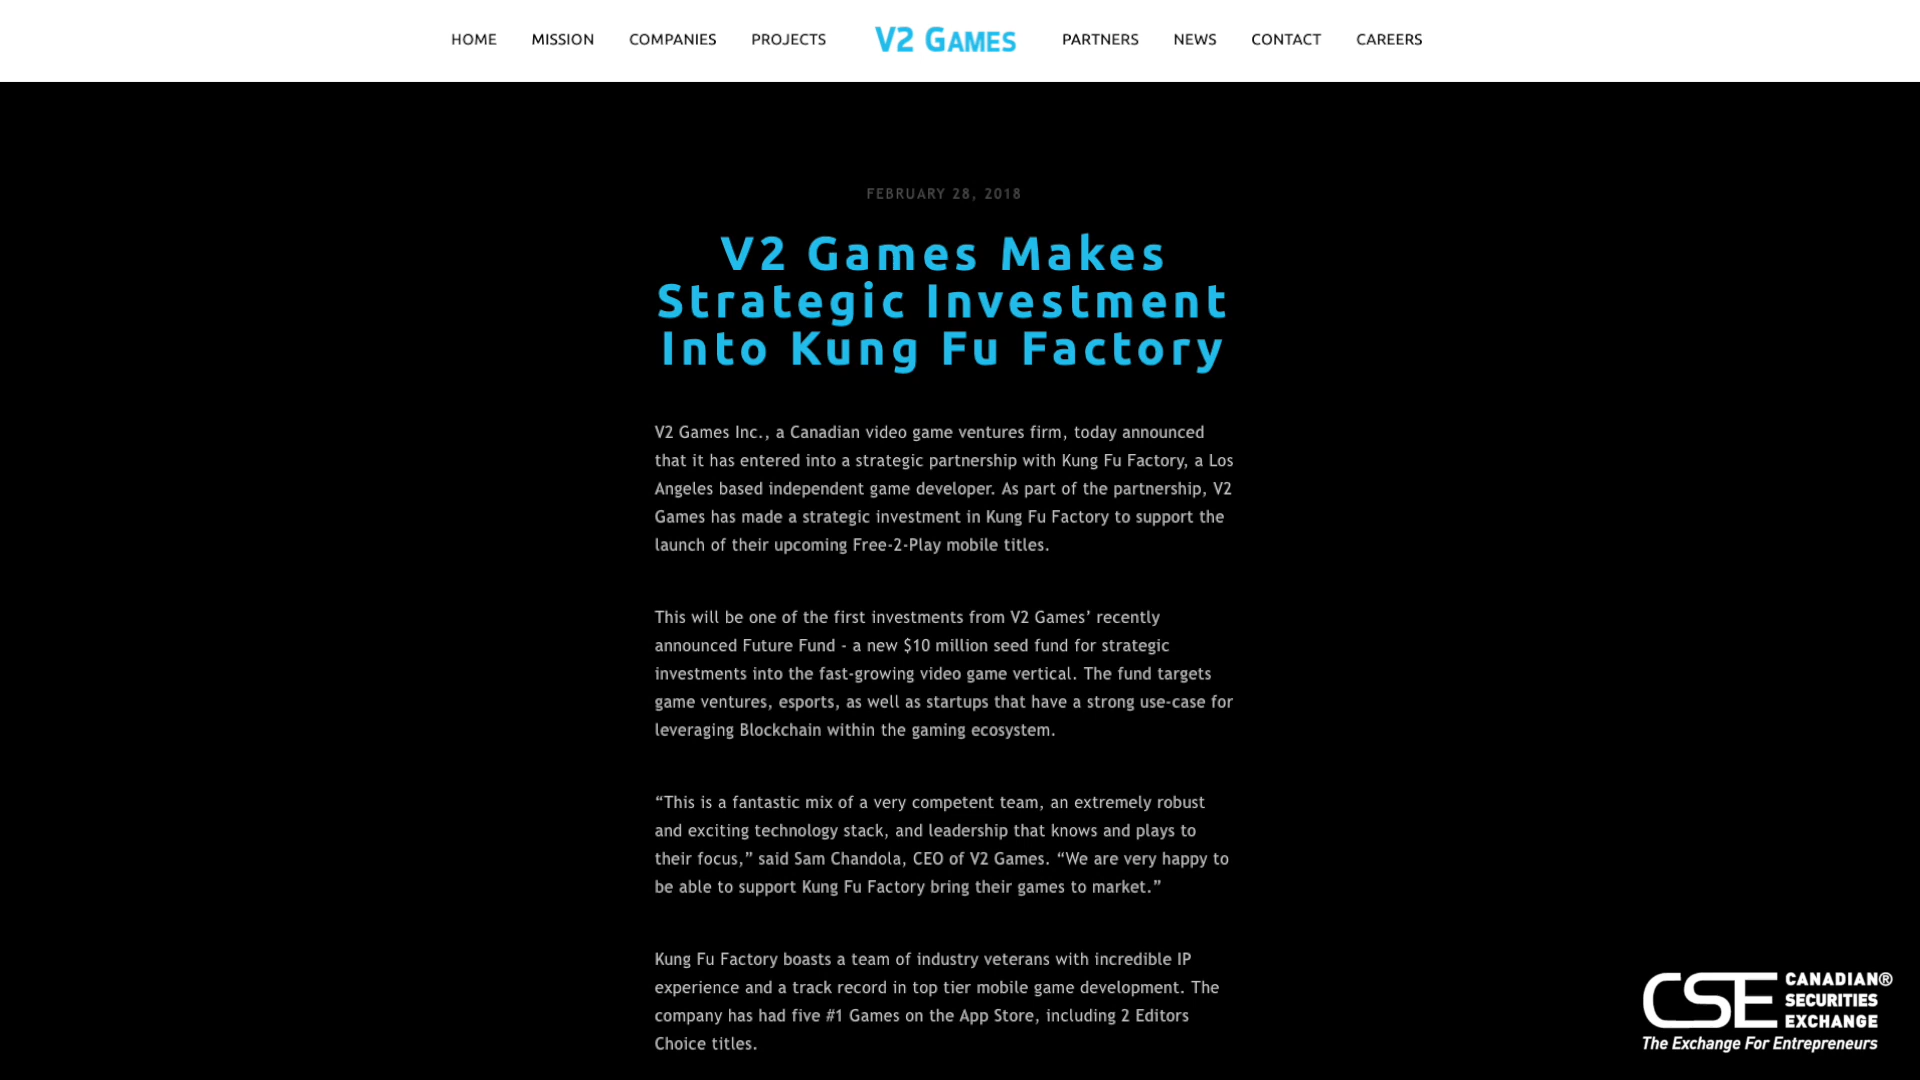 HOME MISSION COMPANIES PROJECTS V2 GAMES PARTNERS NEWS CONTACT CAREERS
FEBRUARY 28, 2018
V2 Games Makes
Strategic Investment
Into Kung Fu Factory
V2 Games Inc., a Canadian video game ventures firm, today announced
that it has entered into a strategic partnership with Kung Fu Factory, a Los
Angeles based independent game developer. As part of the partnership, V2
Games has made a strategic investment in Kung Fu Factory to support the
launch of their upcoming Free-2-Play mobile titles.
This will be one of the first investments from V2 Games’ recently
announced Future Fund - a new $10 million seed fund for strategic
investments into the fast-growing video game vertical. The fund targets
game ventures, esports, as well as startups that have a strong use-case for
leveraging Blockchain within the gaming ecosystem.
“This is a fantastic mix of a very competent team, an extremely robust
and exciting technology stack, and leadership that knows and plays to
their focus,” said Sam Chandola, CEO of V2 Games. “We are very happy to
be able to support Kung Fu Factory bring their games to market.”
Kung Fu Factory boasts a team of industry veterans with incredible IP
experience and a track record in top tier mobile game development. The
company has had five #1 Games on the App Store, including 2 Editors
Choice titles.
CSE CANADIAN®
SECURITIES
EXCHANGE
The Exchange For Entrepreneurs